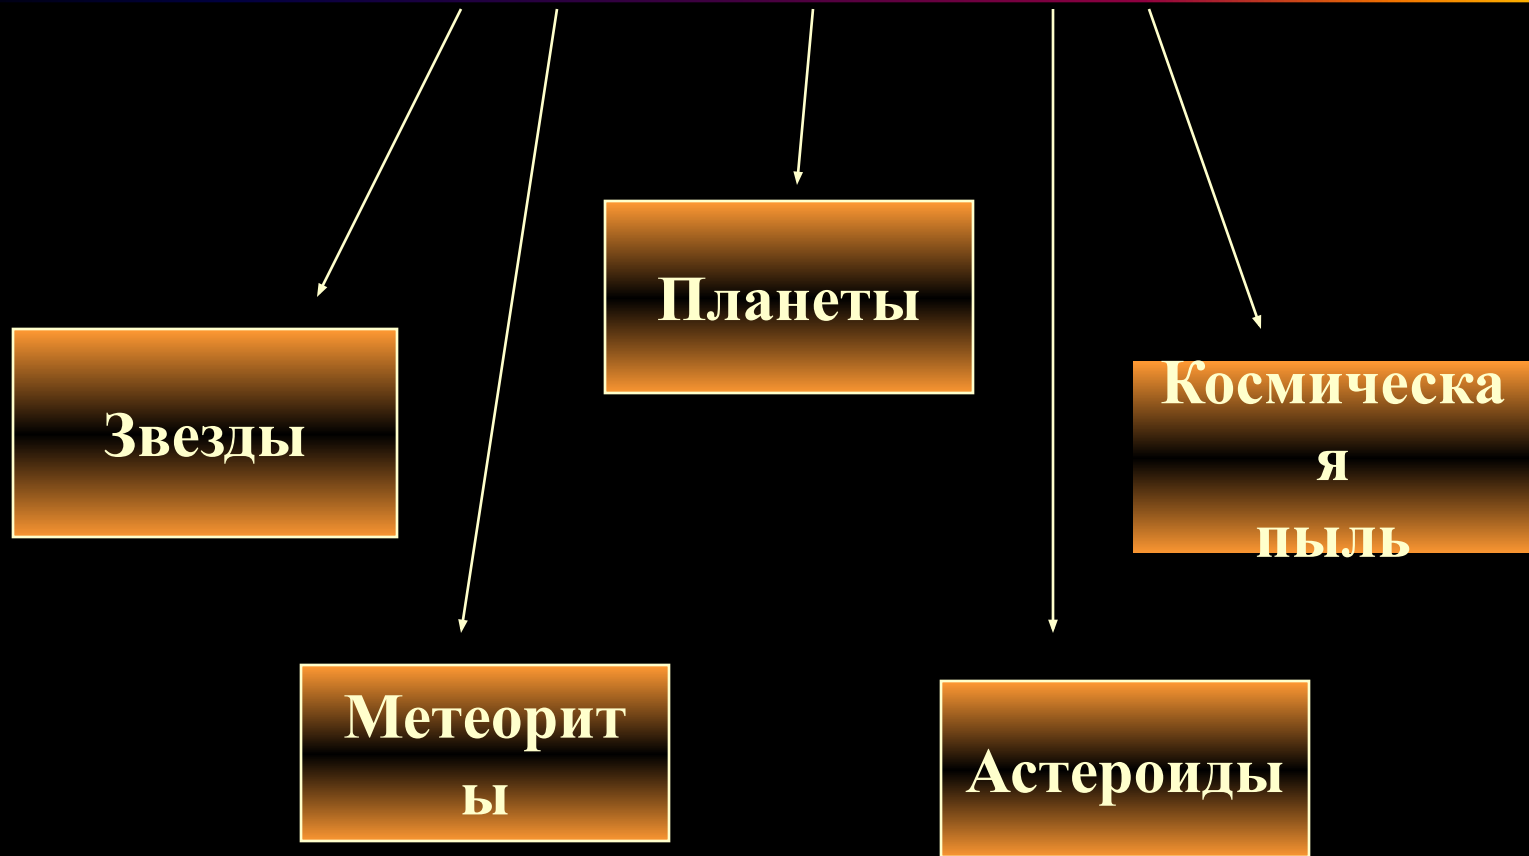 Планеты
Звезды
Космическа
я
пыль
Метеорит
ы
Астероиды